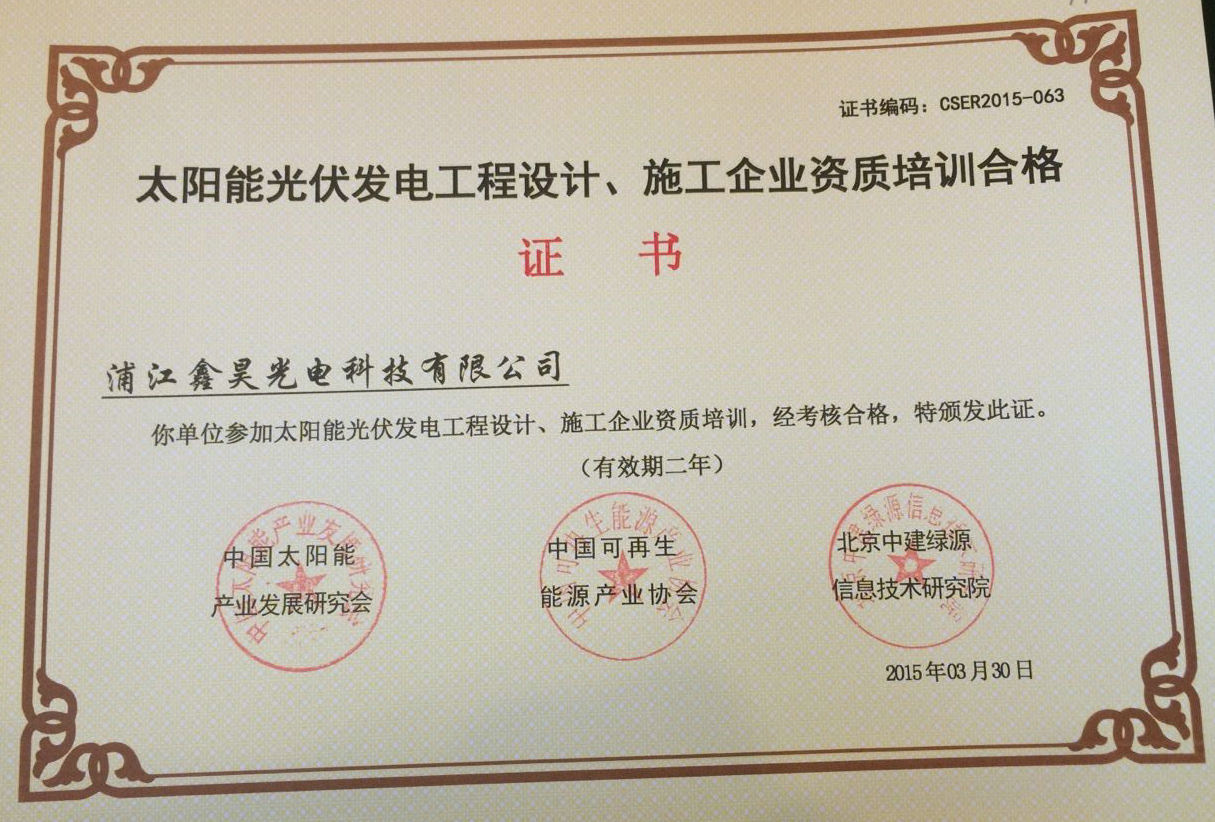 证书编码：CSER2015-063
太阳能光伏发电工程设计、施工企业资质培训合格
证 书
浦江鑫昊光电科技有限公司
你单位参加太阳能光伏发电工程设计、施工企业资质培训，经考核合格，特颁发此证。
（有效期二年）
中国太阳能
产业发展研究会
中国可再生
能源产业协会
北京中建绿源
信息技术研究院
2015年03月30日